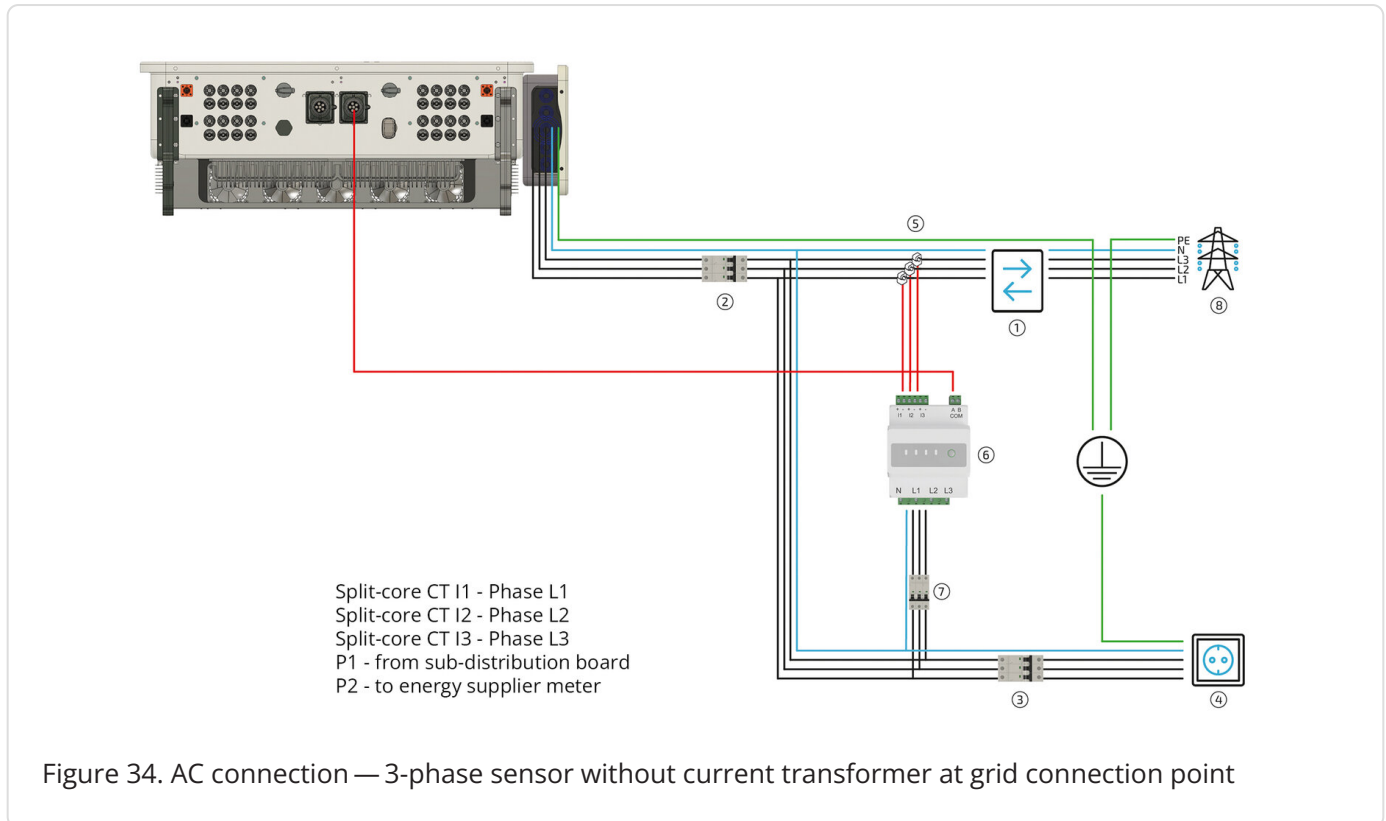 ⑤
PE
N
L3
L2
L1
②
⑧
①
+ - + - + -
I1 I2 I3
A B
COM
⑥
N L1 L2 L3
⑦
Split-core CT I1 - Phase L1
Split-core CT I2 - Phase L2
Split-core CT I3 - Phase L3
P1 - from sub-distribution board
P2 - to energy supplier meter
③
④
Figure 34. AC connection — 3-phase sensor without current transformer at grid connection point